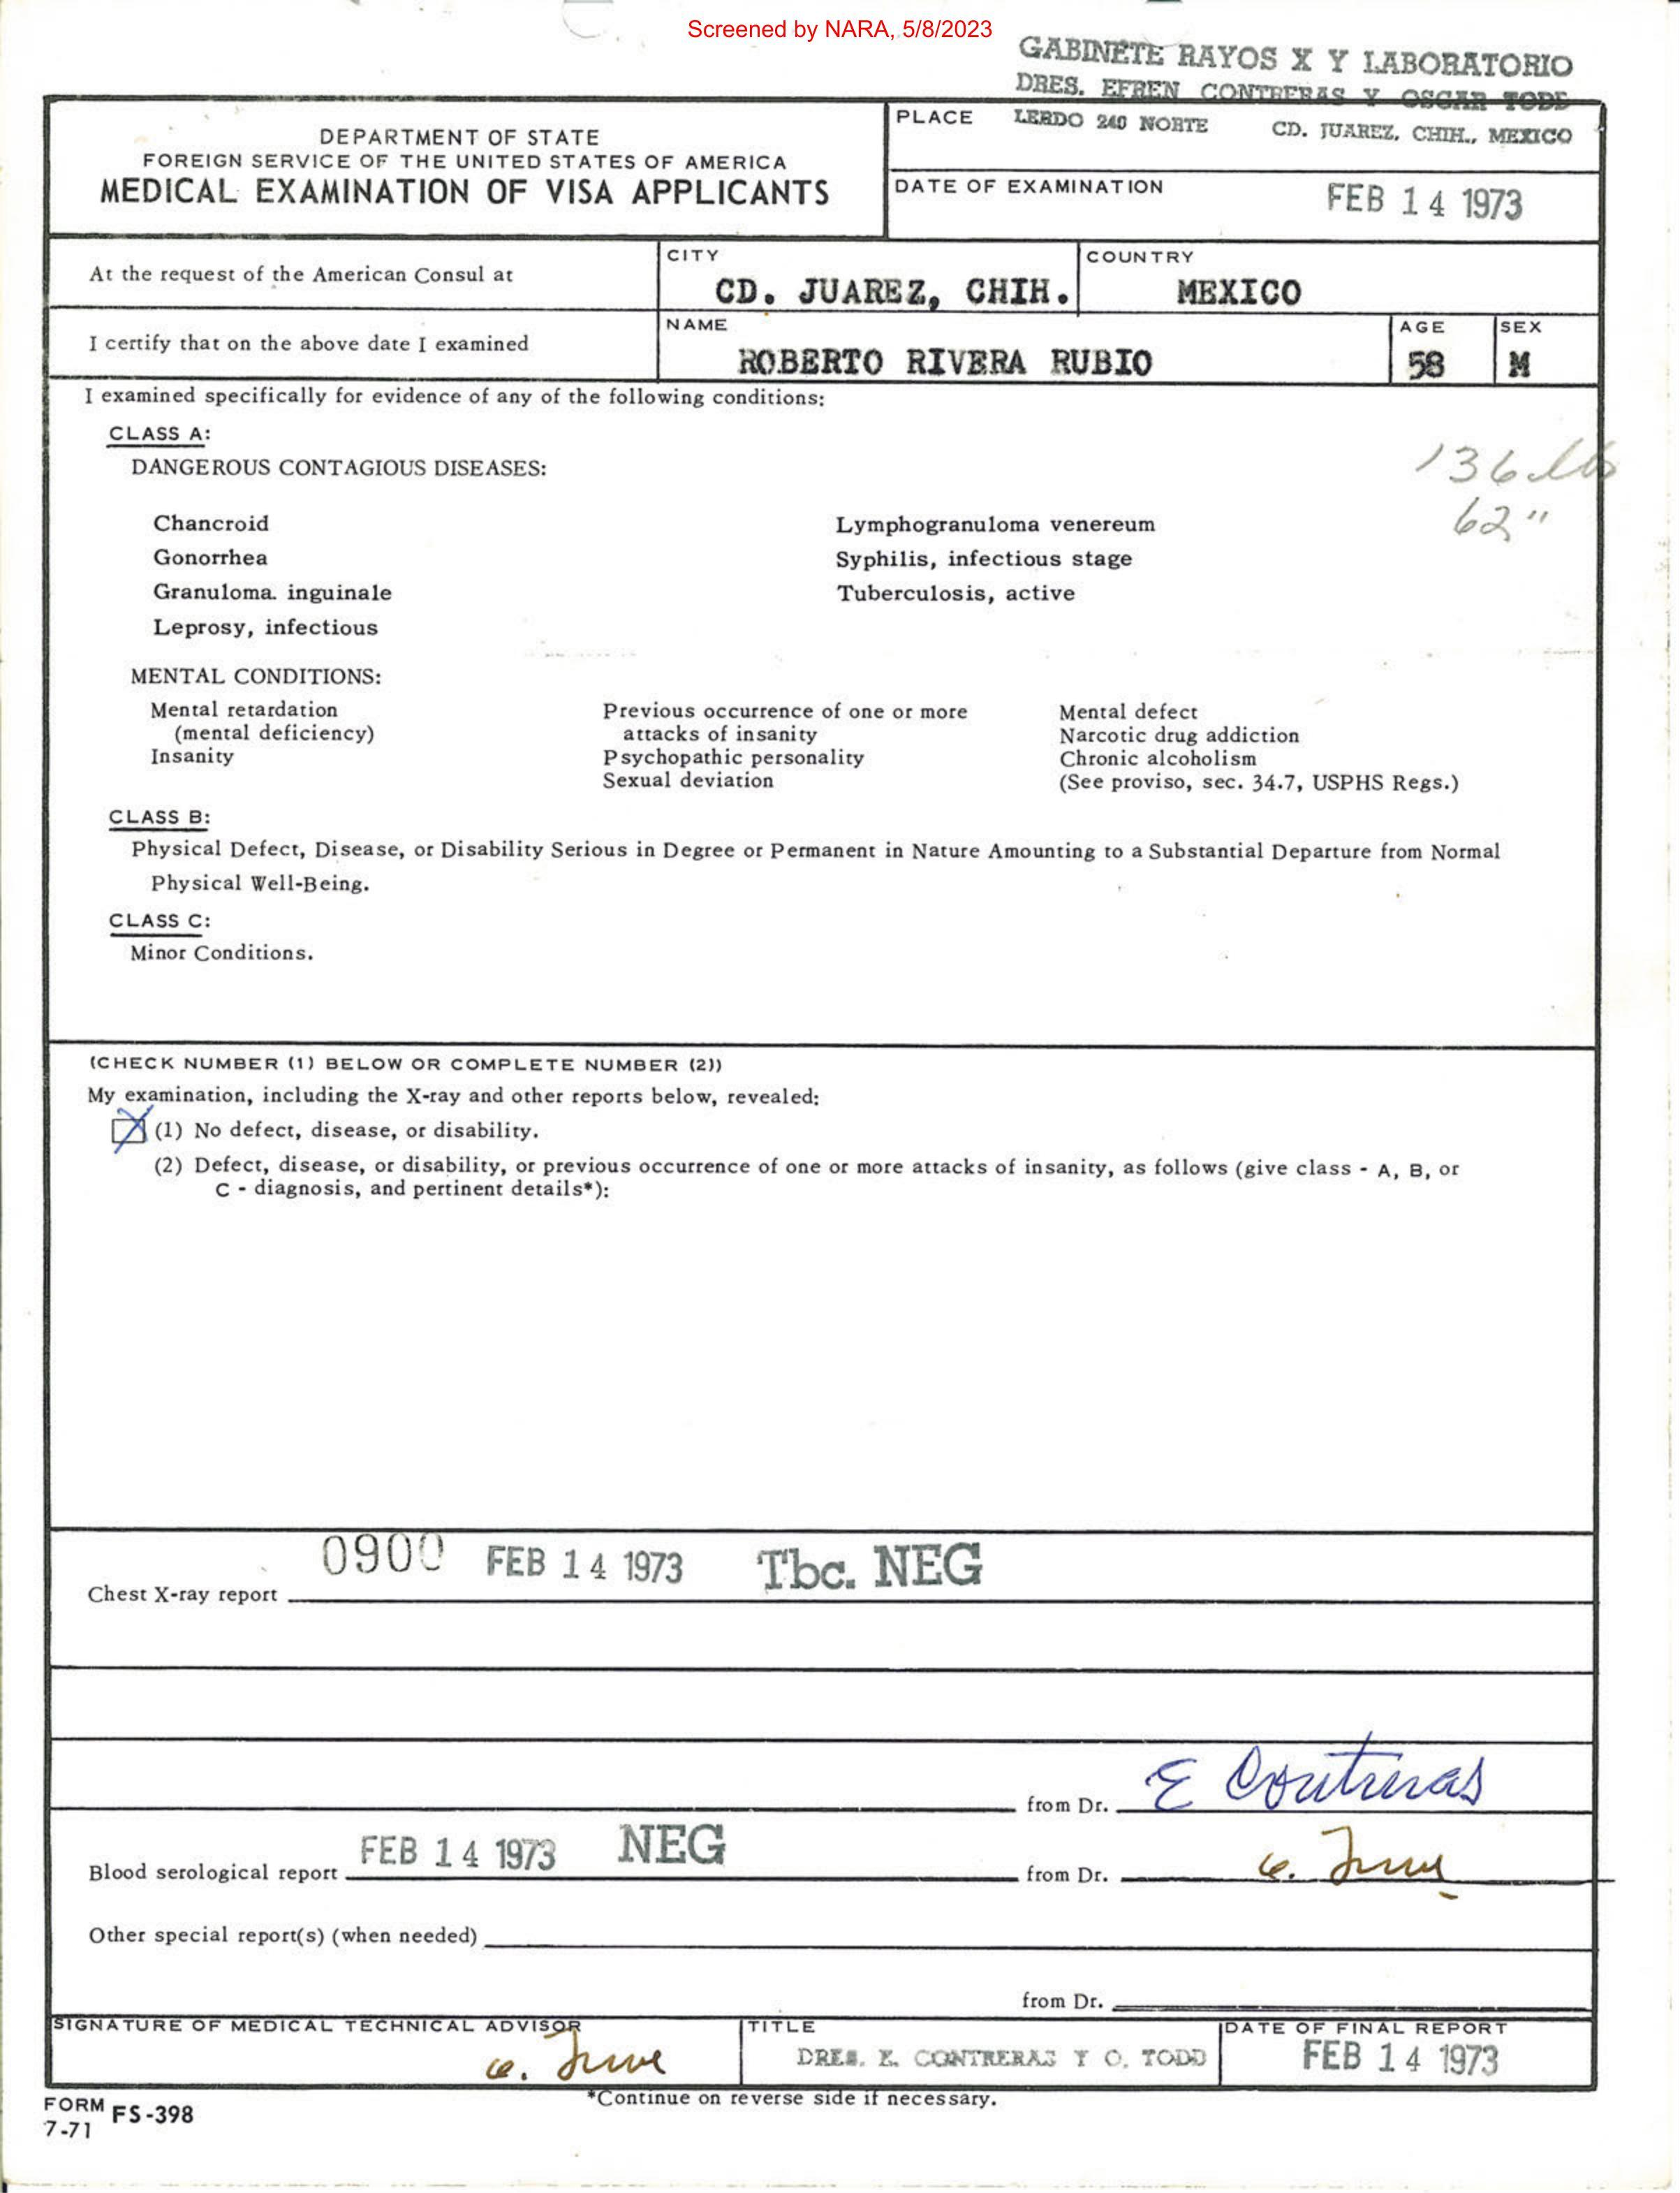 Screened by NARA, 5/8/2023
GABINETE RAYOS X Y LABORATORIO
DRES. EFREN CONTRERAS Y OSCAR TODD
LERDO 240 NORTE CD. JUAREZ, CHIH., MEXICO
PLACE
DEPARTMENT OF STATE
FOREIGN SERVICE OF THE UNITED STATES OF AMERICA
MEDICAL EXAMINATION OF VISA APPLICANTS
DATE OF EXAMINATION
FEB 14 1973
At the request of the American Consul at
CITY
CD. JUAREZ, CHIH.
COUNTRY
MEXICO
I certify that on the above date I examined
NAME
ROBERTO RIVERA RUBIO
AGE
58
SEX
M
I examined specifically for evidence of any of the following conditions:
CLASS A:
DANGEROUS CONTAGIOUS DISEASES:
136 lb
62"
Chancroid
Gonorrhea
Granuloma inguinale
Leprosy, infectious
Lymphogranuloma venereum
Syphilis, infectious stage
Tuberculosis, active
MENTAL CONDITIONS:
Mental retardation
(mental deficiency)
Insanity
Previous occurrence of one or more
attacks of insanity
Psychopathic personality
Sexual deviation
Mental defect
Narcotic drug addiction
Chronic alcoholism
(See proviso, sec. 34.7, USPHS Regs.)
CLASS B:
Physical Defect, Disease, or Disability Serious in Degree or Permanent in Nature Amounting to a Substantial Departure from Normal
Physical Well-Being.
CLASS C:
Minor Conditions.
(CHECK NUMBER (1) BELOW OR COMPLETE NUMBER (2))
My examination, including the X-ray and other reports below, revealed:
(1) No defect, disease, or disability.
(2) Defect, disease, or disability, or previous occurrence of one or more attacks of insanity, as follows (give class - A, B, or
C - diagnosis, and pertinent details*):
Chest X-ray report 0900 FEB 14 1973 Tbc. NEG
from Dr. E Contreras
Blood serological report FEB 14 1973 NEG
from Dr.
Other special report(s) (when needed)
from Dr.
SIGNATURE OF MEDICAL TECHNICAL ADVISOR
TITLE
DRES. E. CONTRERAS Y O. TODD
DATE OF FINAL REPORT
FEB 14 1973
*Continue on reverse side if necessary.
FORM FS-398
7-71